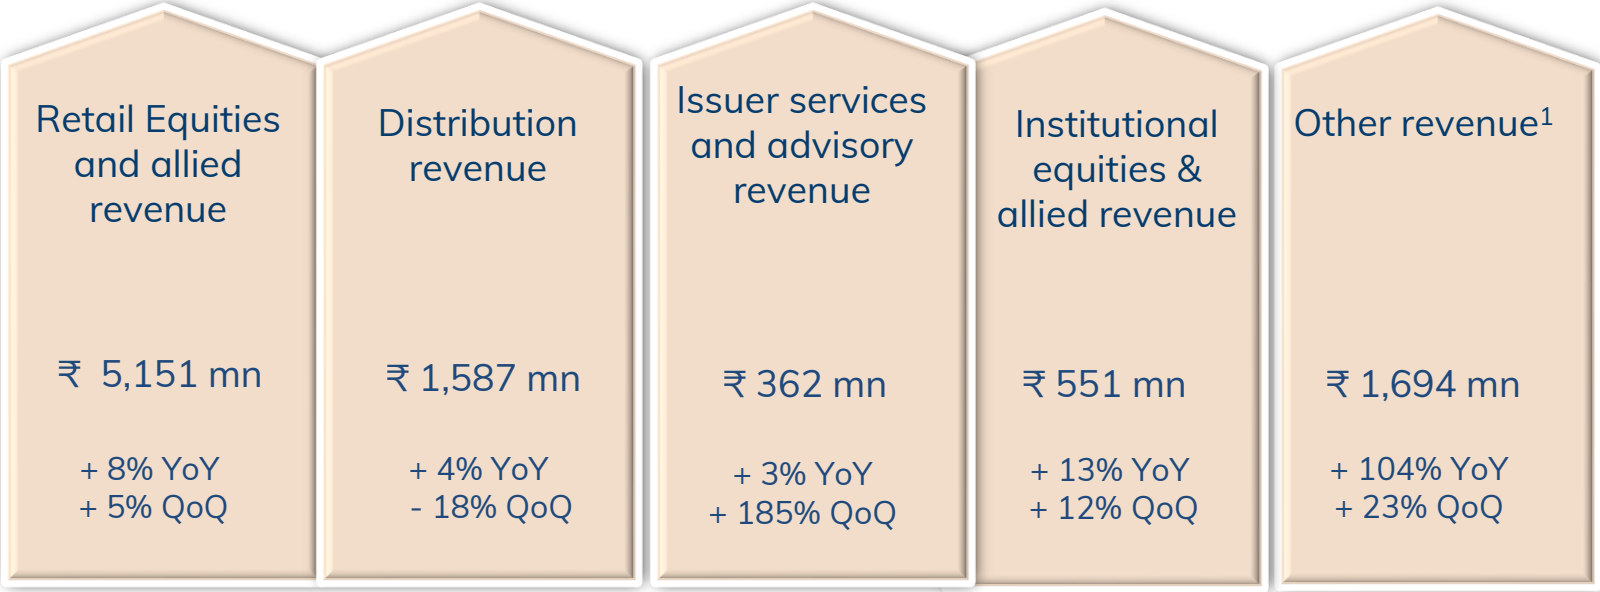 Retail Equities
and allied
revenue
₹ 5,151 mn
+ 8% YoY
+ 5% QoQ
Distribution
revenue
₹ 1,587 mn
+ 4% YoY
- 18% QoQ
Issuer services
and advisory
revenue
₹ 362 mn
+ 3% YoY
+ 185% QoQ
Institutional
equities &
allied revenue
₹ 551 mn
+ 13% YoY
+ 12% QoQ
Other revenue¹
₹ 1,694 mn
+ 104% YoY
+ 23% QoQ